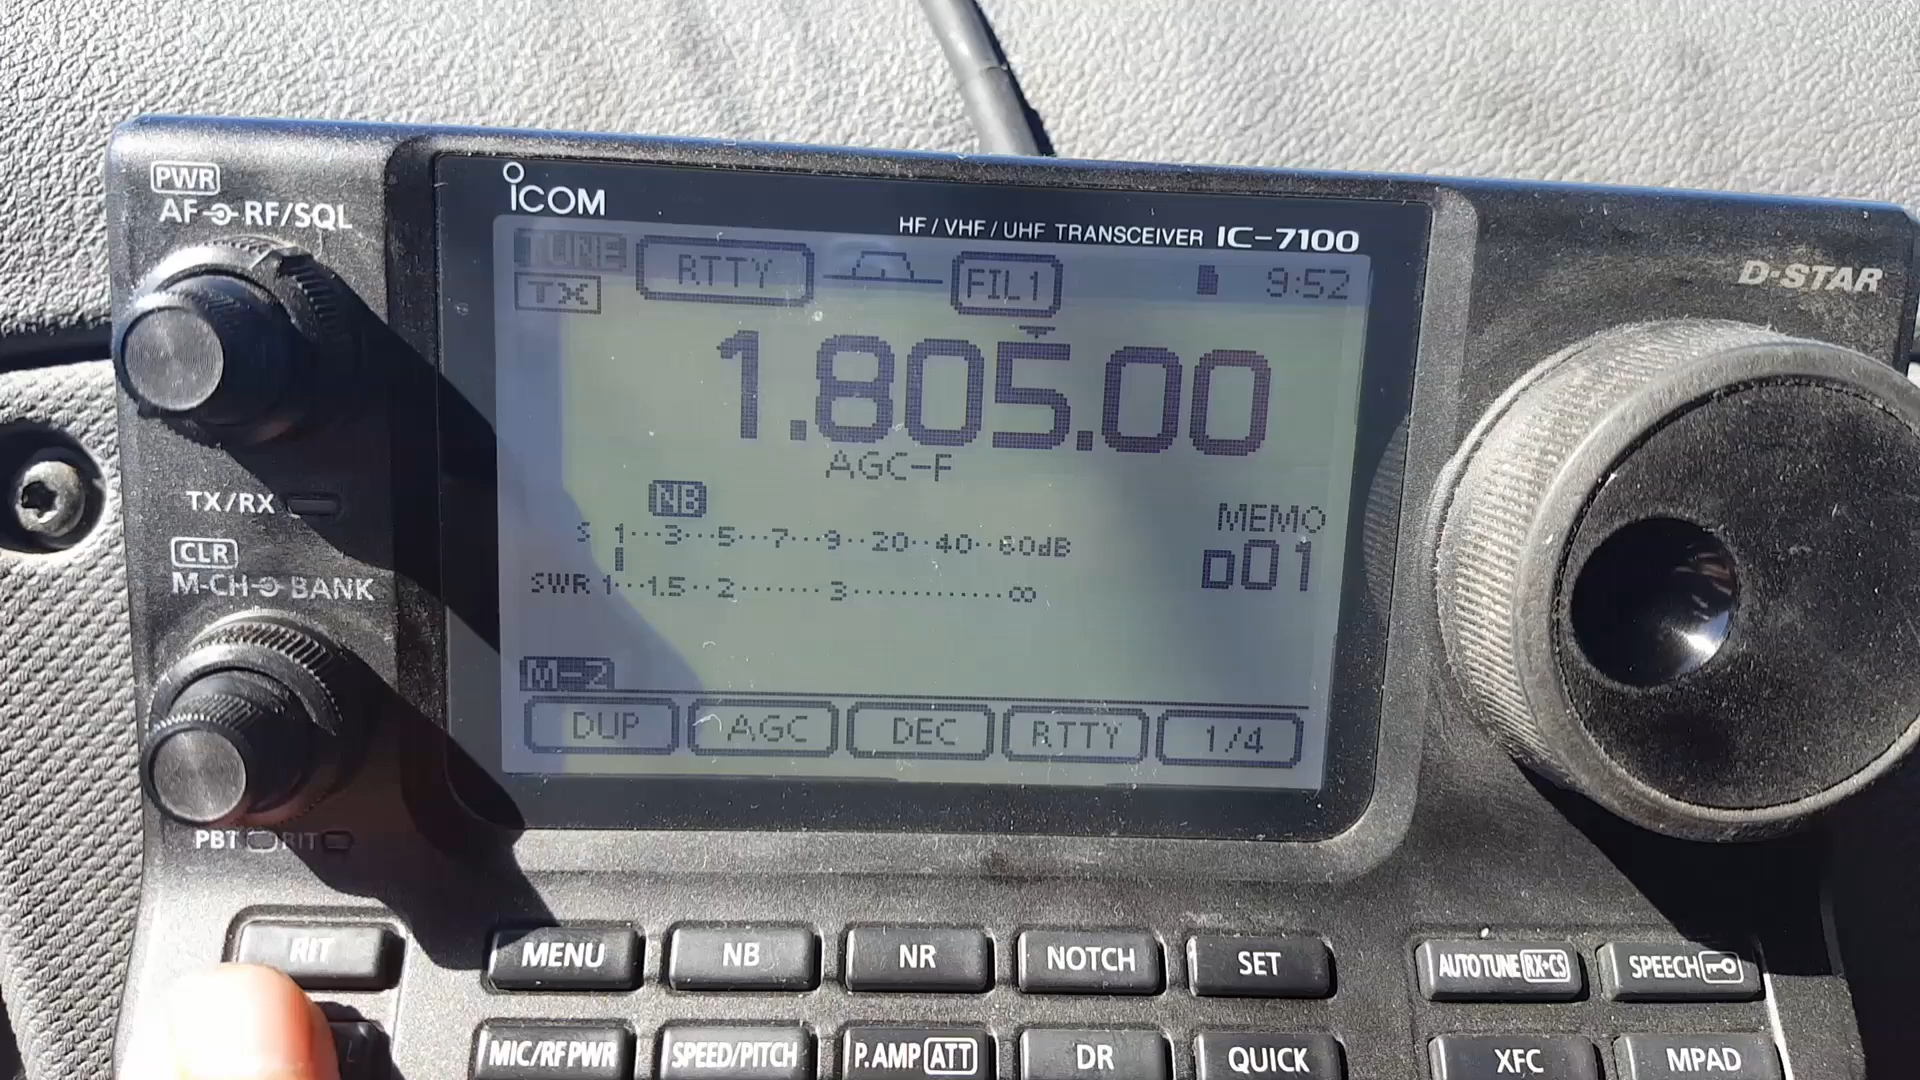 PWR
AF RF/SQL
ICOM
HF/VHF/UHF TRANSCEIVER IC-7100
D-STAR
TUNE RTTY FIL1 9:52
TX
1.805.00
AGC-F
NB
TX/RX
MEMO
S 1 3 5 7 9 20 40 60dB
001
SWR 1 1.5 2 3 ∞
CLR
M-CH BANK
M-2
DUP AGC DEC RTTY 1/4
PBT RIT
RIT MENU NB NR NOTCH SET AUTOTUNE RX→CS SPEECH
MIC/RF PWR SPEED/PITCH P.AMP ATT DR QUICK XFC MPAD